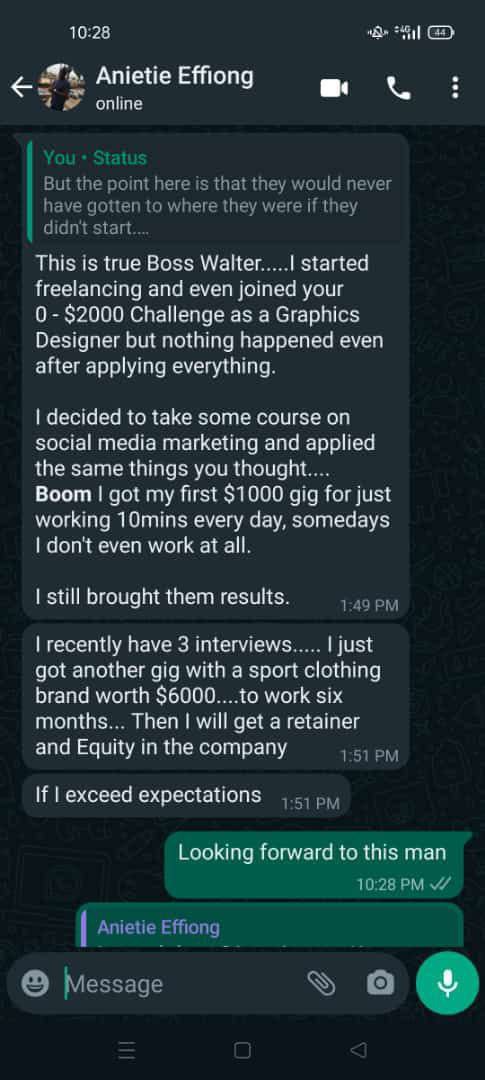 10:28
4G
44
Anietie Effiong
online
You • Status
But the point here is that they would never
have gotten to where they were if they
didn't start....
This is true Boss Walter.....I started
freelancing and even joined your
0 - $2000 Challenge as a Graphics
Designer but nothing happened even
after applying everything.
I decided to take some course on
social media marketing and applied
the same things you thought....
Boom I got my first $1000 gig for just
working 10mins every day, somedays
I don't even work at all.
I still brought them results.
1:49 PM
I recently have 3 interviews..... I just
got another gig with a sport clothing
brand worth $6000....to work six
months... Then I will get a retainer
and Equity in the company
1:51 PM
If I exceed expectations
1:51 PM
Looking forward to this man
10:28 PM
Anietie Effiong
Message